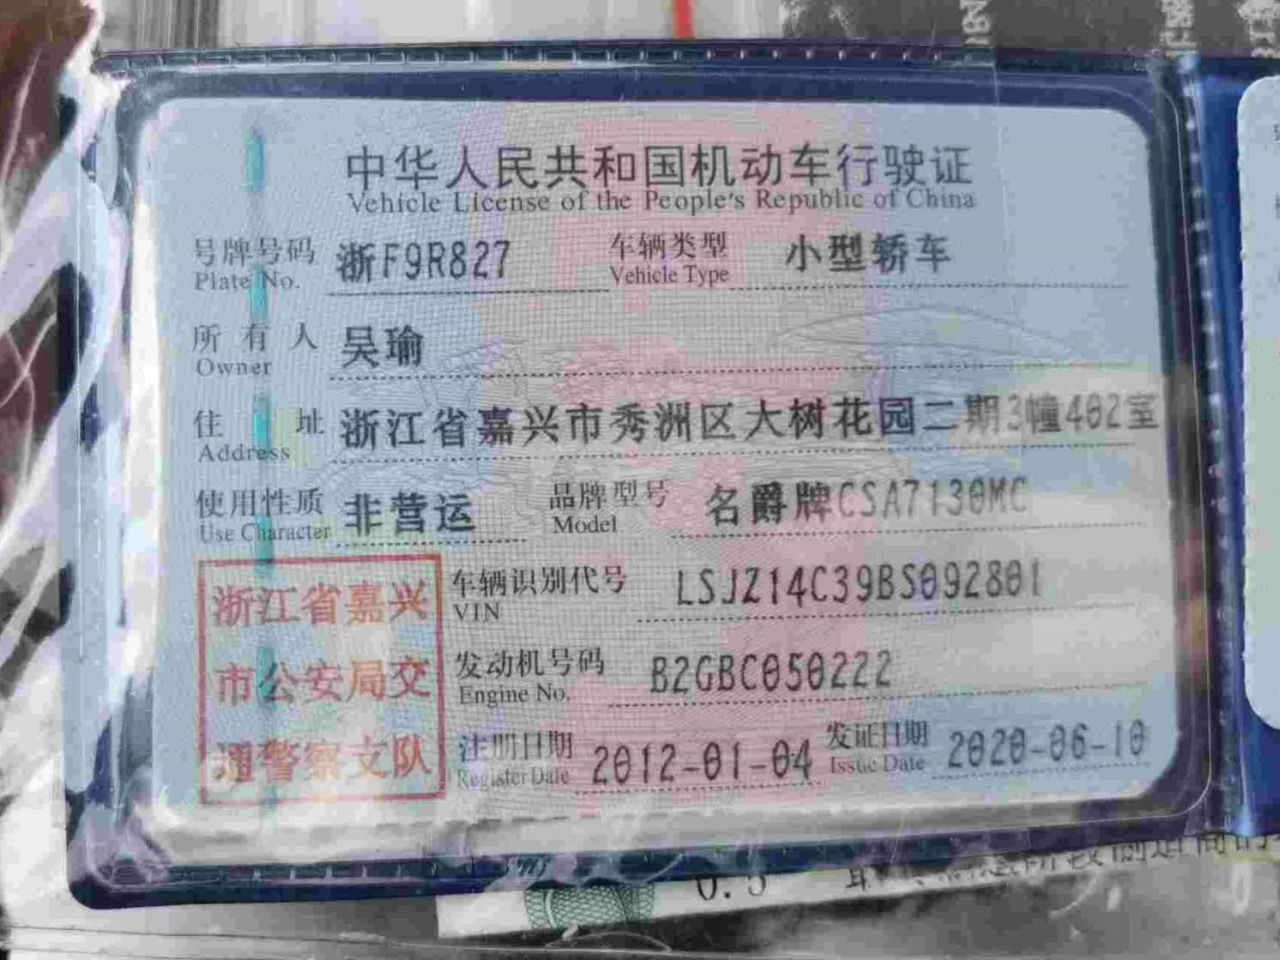 中华人民共和国机动车行驶证
Vehicle License of the People's Republic of China
号牌号码 浙F9R827 车辆类型 小型轿车
Plate No. Vehicle Type
所有人 吴瑜
Owner
住址 浙江省嘉兴市秀洲区大树花园二期3幢402室
Address
使用性质 非营运 品牌型号 名爵牌CSA7130MC
Use Character Model
浙江省嘉兴
市公安局交
通警察支队
车辆识别代号 LSJZ14C39BS092801
VIN
发动机号码 B2GBC050222
Engine No.
注册日期 2012-01-04 发证日期 2020-06-10
Register Date Issue Date
0.5